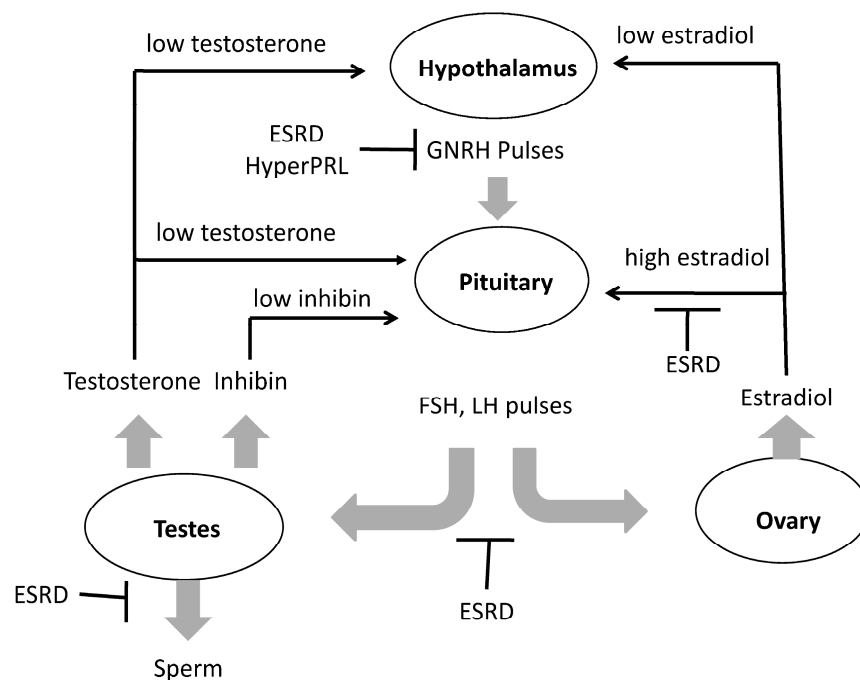 low testosterone
low estradiol
Hypothalamus
ESRD
HyperPRL
GNRH Pulses
low testosterone
high estradiol
Pituitary
low inhibin
ESRD
Testosterone
Inhibin
Estradiol
FSH, LH pulses
Testes
Ovary
ESRD
ESRD
Sperm